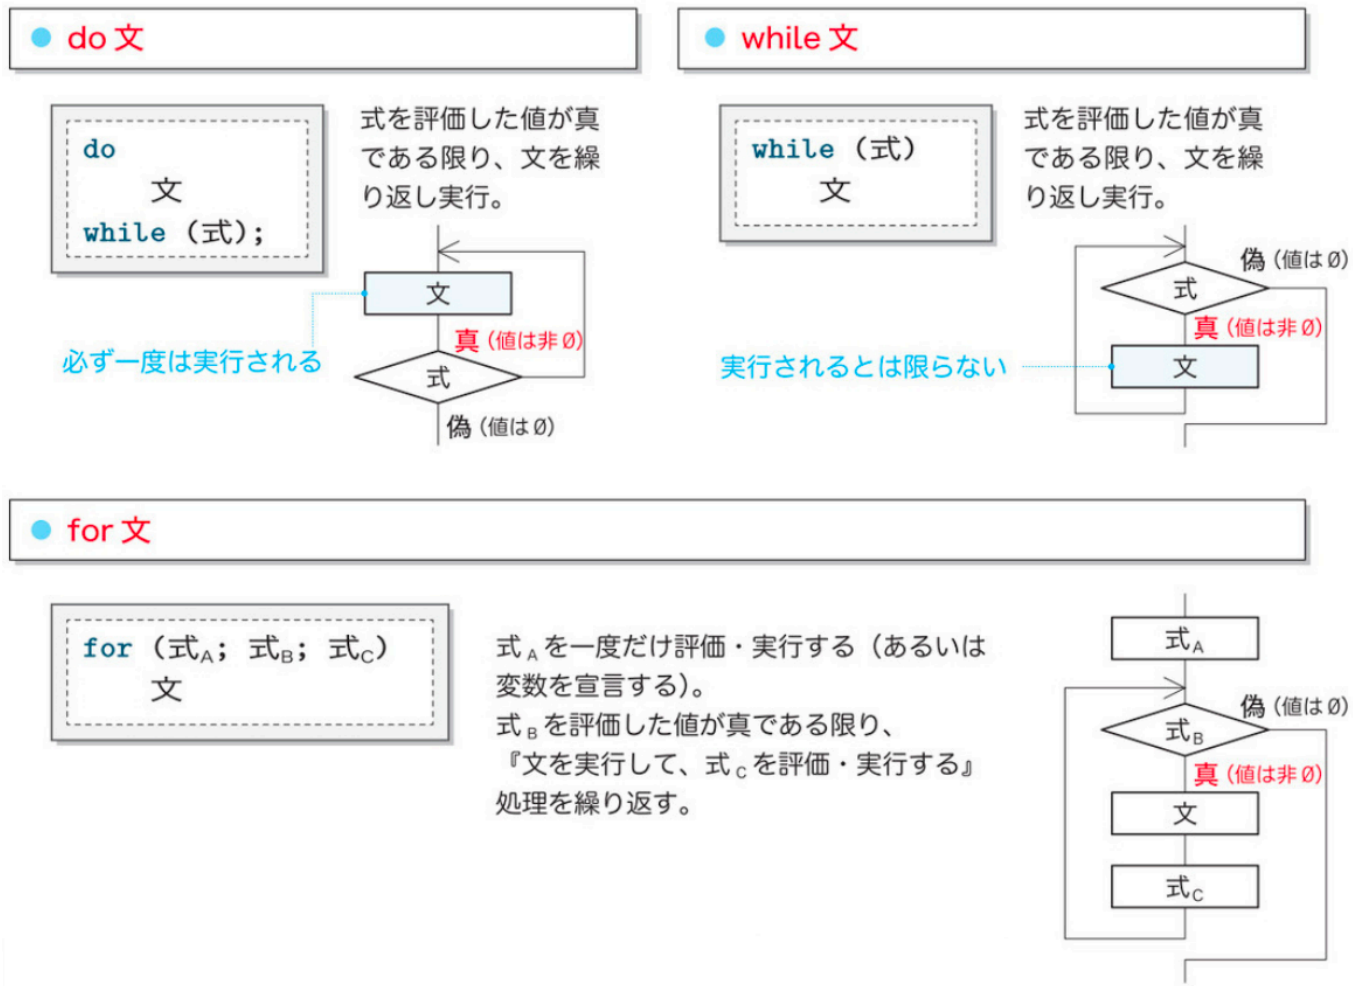 do 文
do
文
while (式);
式を評価した値が真
である限り、文を繰
り返し実行。
文
真 (値は非0)
必ず一度は実行される
式
偽 (値は0)
while 文
while (式)
文
式を評価した値が真
である限り、文を繰
り返し実行。
偽 (値は0)
式
真 (値は非0)
実行されるとは限らない
文
for 文
for (式A; 式B; 式C)
文
式Aを一度だけ評価・実行する（あるいは
変数を宣言する）。
式Bを評価した値が真である限り、
『文を実行して、式Cを評価・実行する』
処理を繰り返す。
式A
偽 (値は0)
式B
真 (値は非0)
文
式C